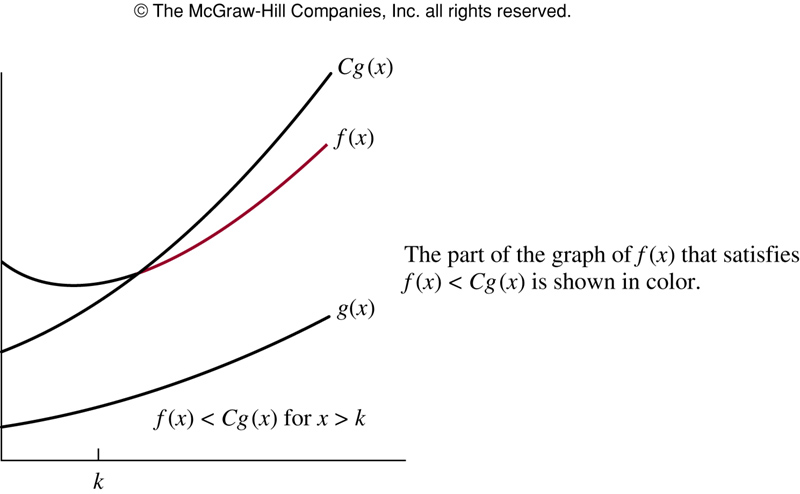 © The McGraw-Hill Companies, Inc. all rights reserved.
Cg(x)
f(x)
The part of the graph of f(x) that satisfies
f(x) < Cg(x) is shown in color.
g(x)
f(x) < Cg(x) for x > k
k